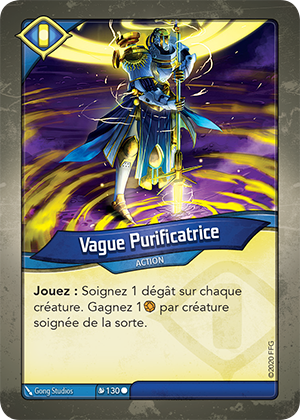 Vague Purificatrice
ACTION
Jouez : Soignez 1 dégât sur chaque
créature. Gagnez 1 par créature
soignée de la sorte.
©2020 FFG
Gong Studios
130